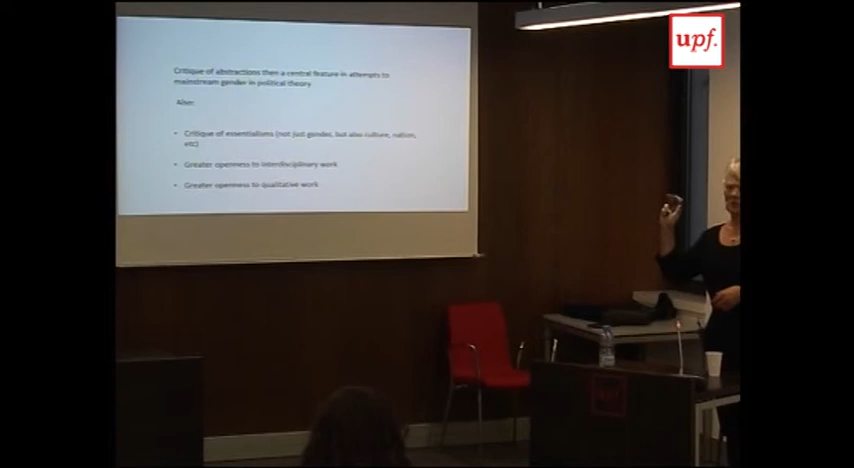 upf.
Critique of abstractions then a central feature in attempts to
mainstream gender in political theory
Also:
• Critique of essentialisms (not just gender, but also culture, nation,
etc)
• Greater openness to interdisciplinary work
• Greater openness to qualitative work
upf.